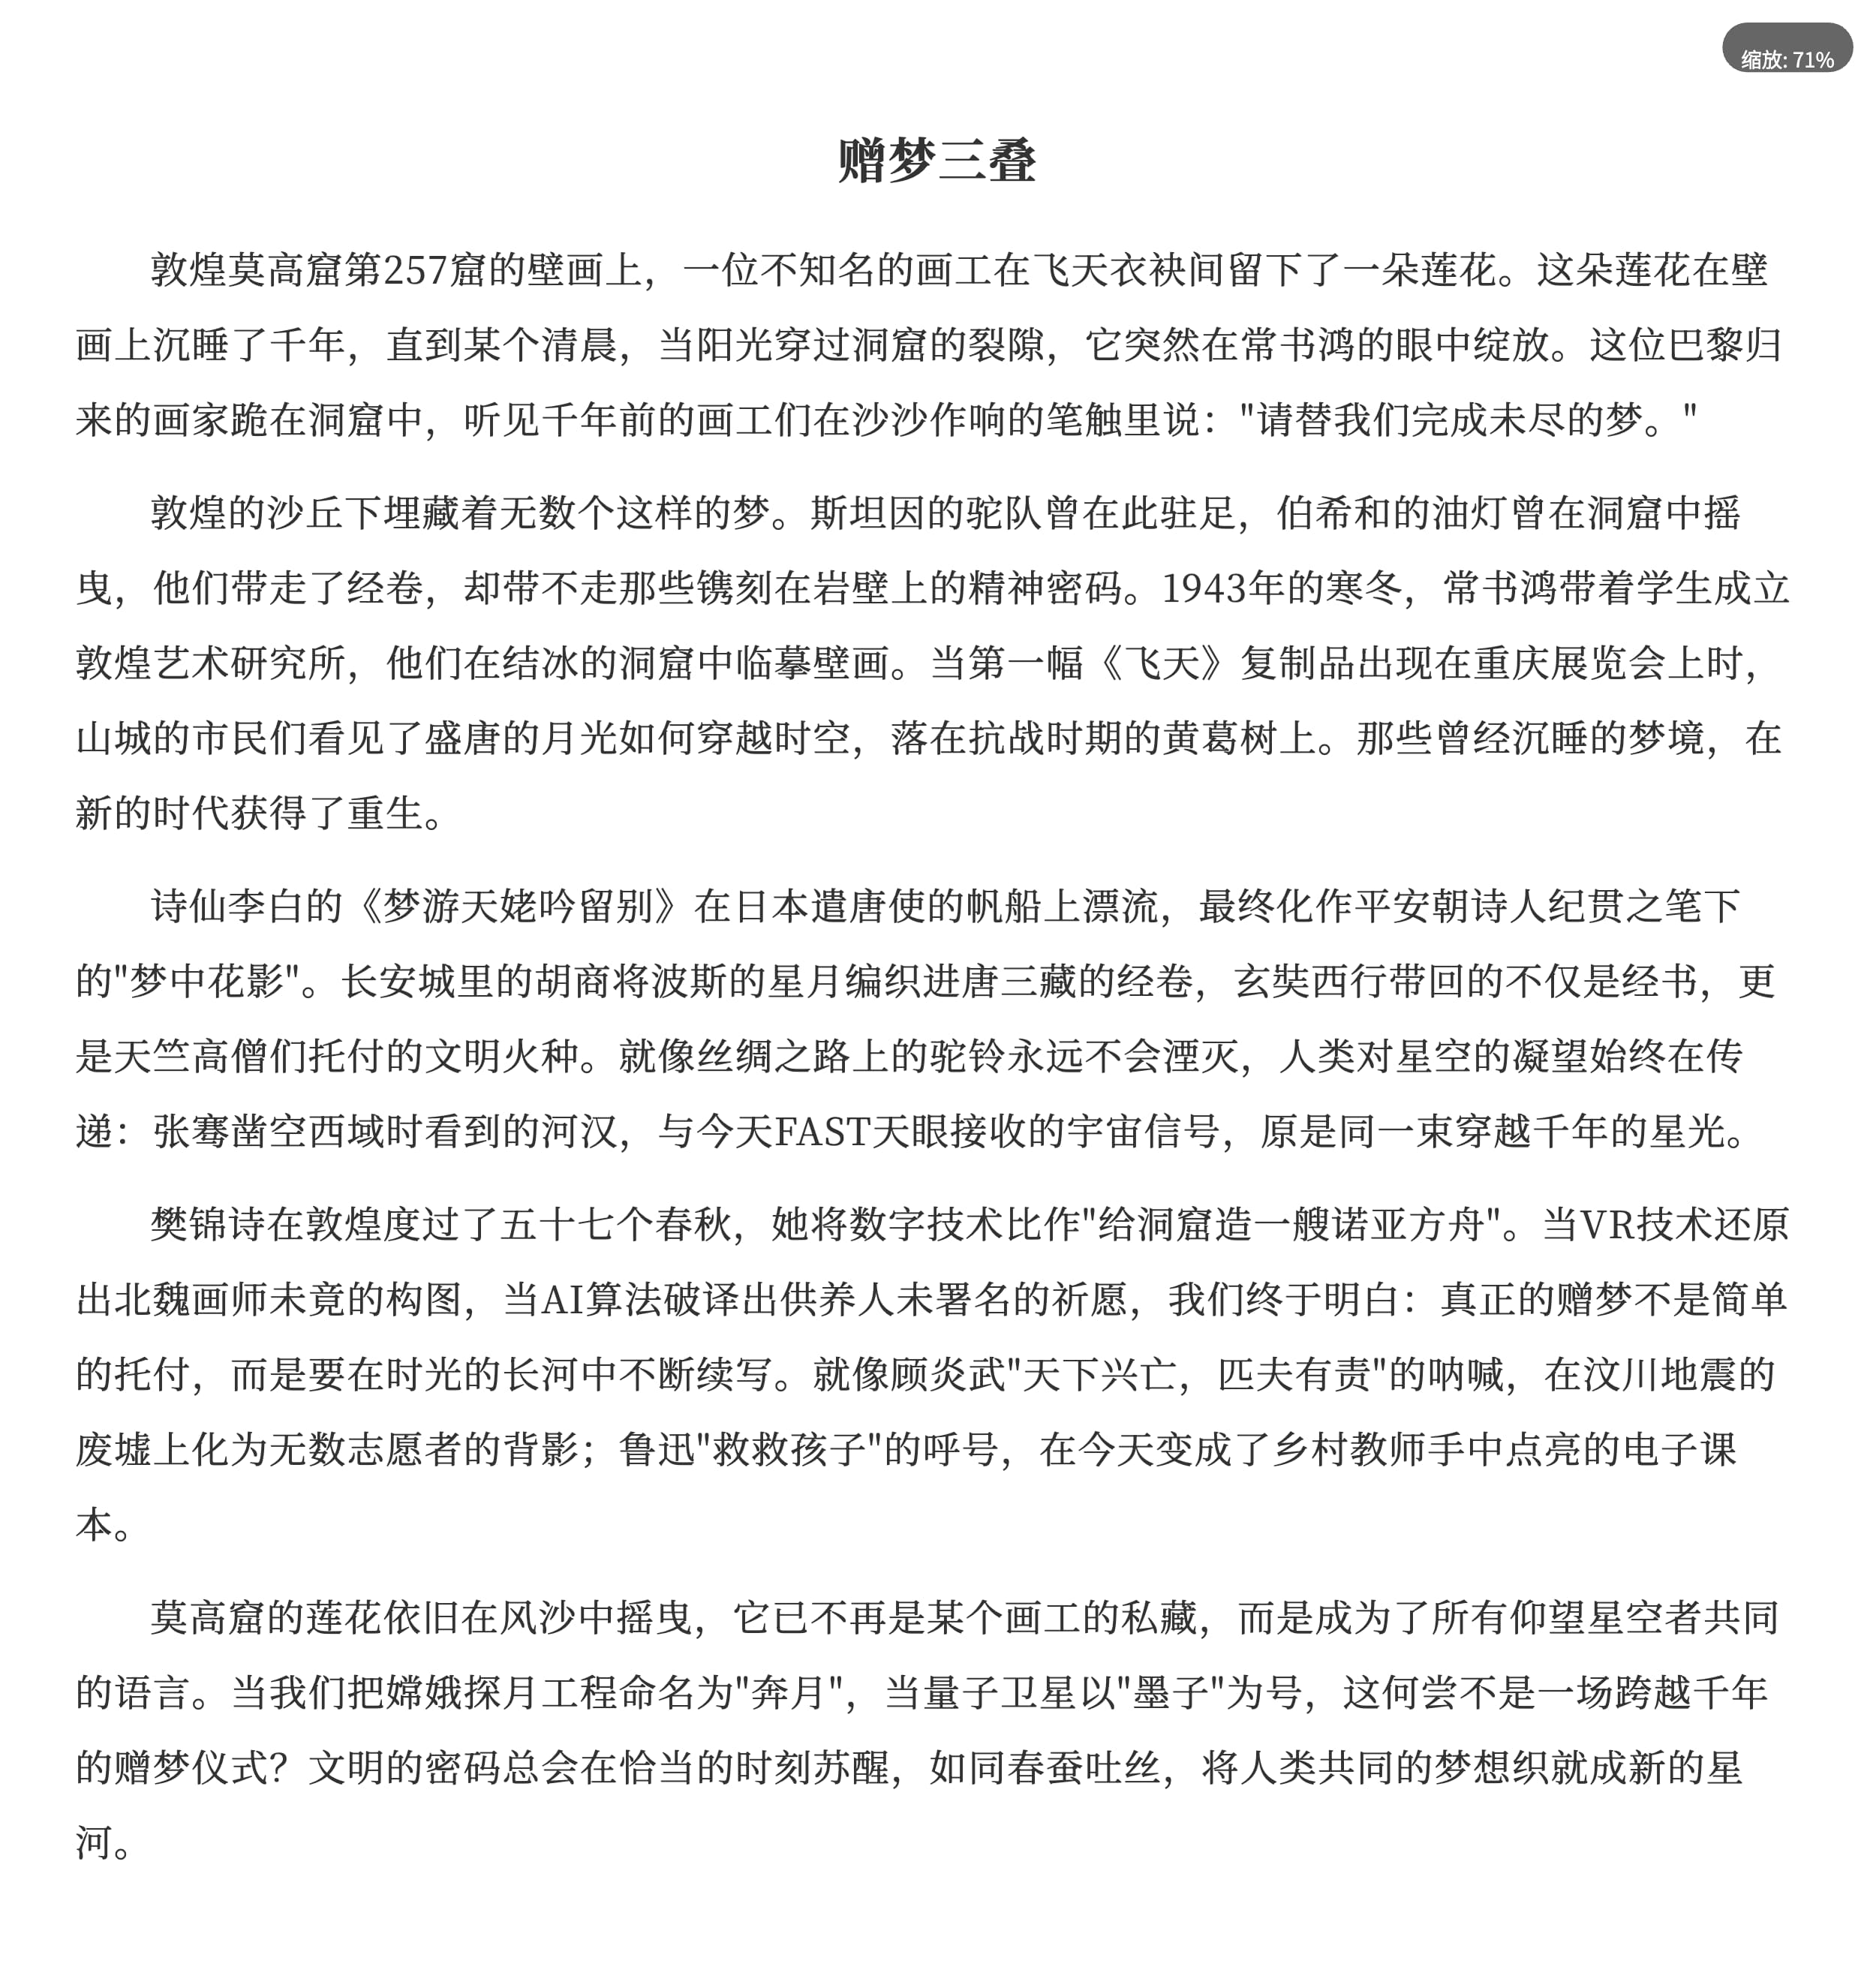 缩放: 71%
赠梦三叠
敦煌莫高窟第257窟的壁画上，一位不知名的画工在飞天衣袂间留下了一朵莲花。这朵莲花在壁
画上沉睡了千年，直到某个清晨，当阳光穿过洞窟的裂隙，它突然在常书鸿的眼中绽放。这位巴黎归
来的画家跪在洞窟中，听见千年前的画工们在沙沙作响的笔触里说："请替我们完成未尽的梦。"
敦煌的沙丘下埋藏着无数个这样的梦。斯坦因的驼队曾在此驻足，伯希和的油灯曾在洞窟中摇
曳，他们带走了经卷，却带不走那些镌刻在岩壁上的精神密码。1943年的寒冬，常书鸿带着学生成立
敦煌艺术研究所，他们在结冰的洞窟中临摹壁画。当第一幅《飞天》复制品出现在重庆展览会上时，
山城的市民们看见了盛唐的月光如何穿越时空，落在抗战时期的黄葛树上。那些曾经沉睡的梦境，在
新的时代获得了重生。
诗仙李白的《梦游天姥吟留别》在日本遣唐使的帆船上漂流，最终化作平安朝诗人纪贯之笔下
的"梦中花影"。长安城里的胡商将波斯的星月编织进唐三藏的经卷，玄奘西行带回的不仅是经书，更
是天竺高僧们托付的文明火种。就像丝绸之路上的驼铃永远不会湮灭，人类对星空的凝望始终在传
递：张骞凿空西域时看到的河汉，与今天FAST天眼接收的宇宙信号，原是同一束穿越千年的星光。
樊锦诗在敦煌度过了五十七个春秋，她将数字技术比作"给洞窟造一艘诺亚方舟"。当VR技术还原
出北魏画师未竟的构图，当AI算法破译出供养人未署名的祈愿，我们终于明白：真正的赠梦不是简单
的托付，而是要在时光的长河中不断续写。就像顾炎武"天下兴亡，匹夫有责"的呐喊，在汶川地震的
废墟上化为无数志愿者的背影；鲁迅"救救孩子"的呼号，在今天变成了乡村教师手中点亮的电子课
本。
莫高窟的莲花依旧在风沙中摇曳，它已不再是某个画工的私藏，而是成为了所有仰望星空者共同
的语言。当我们把嫦娥探月工程命名为"奔月"，当量子卫星以"墨子"为号，这何尝不是一场跨越千年
的赠梦仪式？文明的密码总会在恰当的时刻苏醒，如同春蚕吐丝，将人类共同的梦想织就成新的星
河。